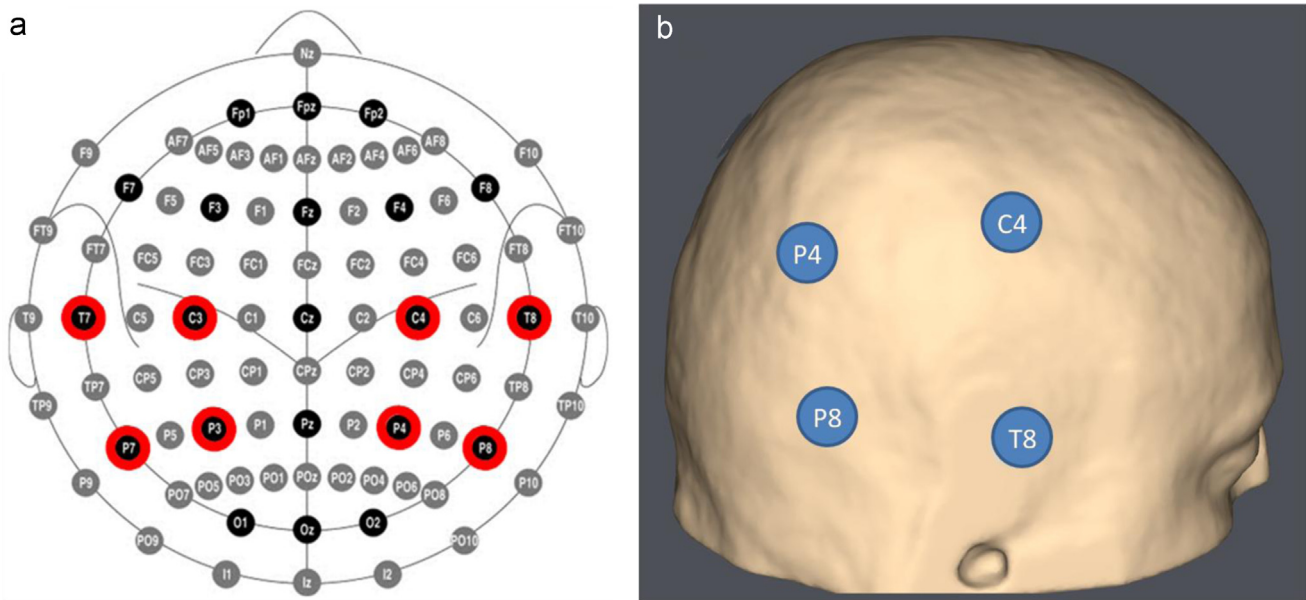 a
Nz
Fp1 Fpz Fp2
AF7 AF5 AF3 AF1 AFz AF2 AF4 AF6 AF8
F9 F10
F7 F5 F3 F1 Fz F2 F4 F6 F8
FT9 FT7 FT8 FT10
FC5 FC3 FC1 FCz FC2 FC4 FC6
T9 T7 C5 C3 C1 Cz C2 C4 C6 T8 T10
TP9 TP7 CP5 CP3 CP1 CPz CP2 CP4 CP6 TP8 TP10
P7 P5 P3 P1 Pz P2 P4 P6 P8
P9 PO7 PO5 PO3 PO1 POz PO2 PO4 PO6 PO8 P10
O1 Oz O2
PO9 PO10
I1 Iz I2
b
P4 C4
P8 T8